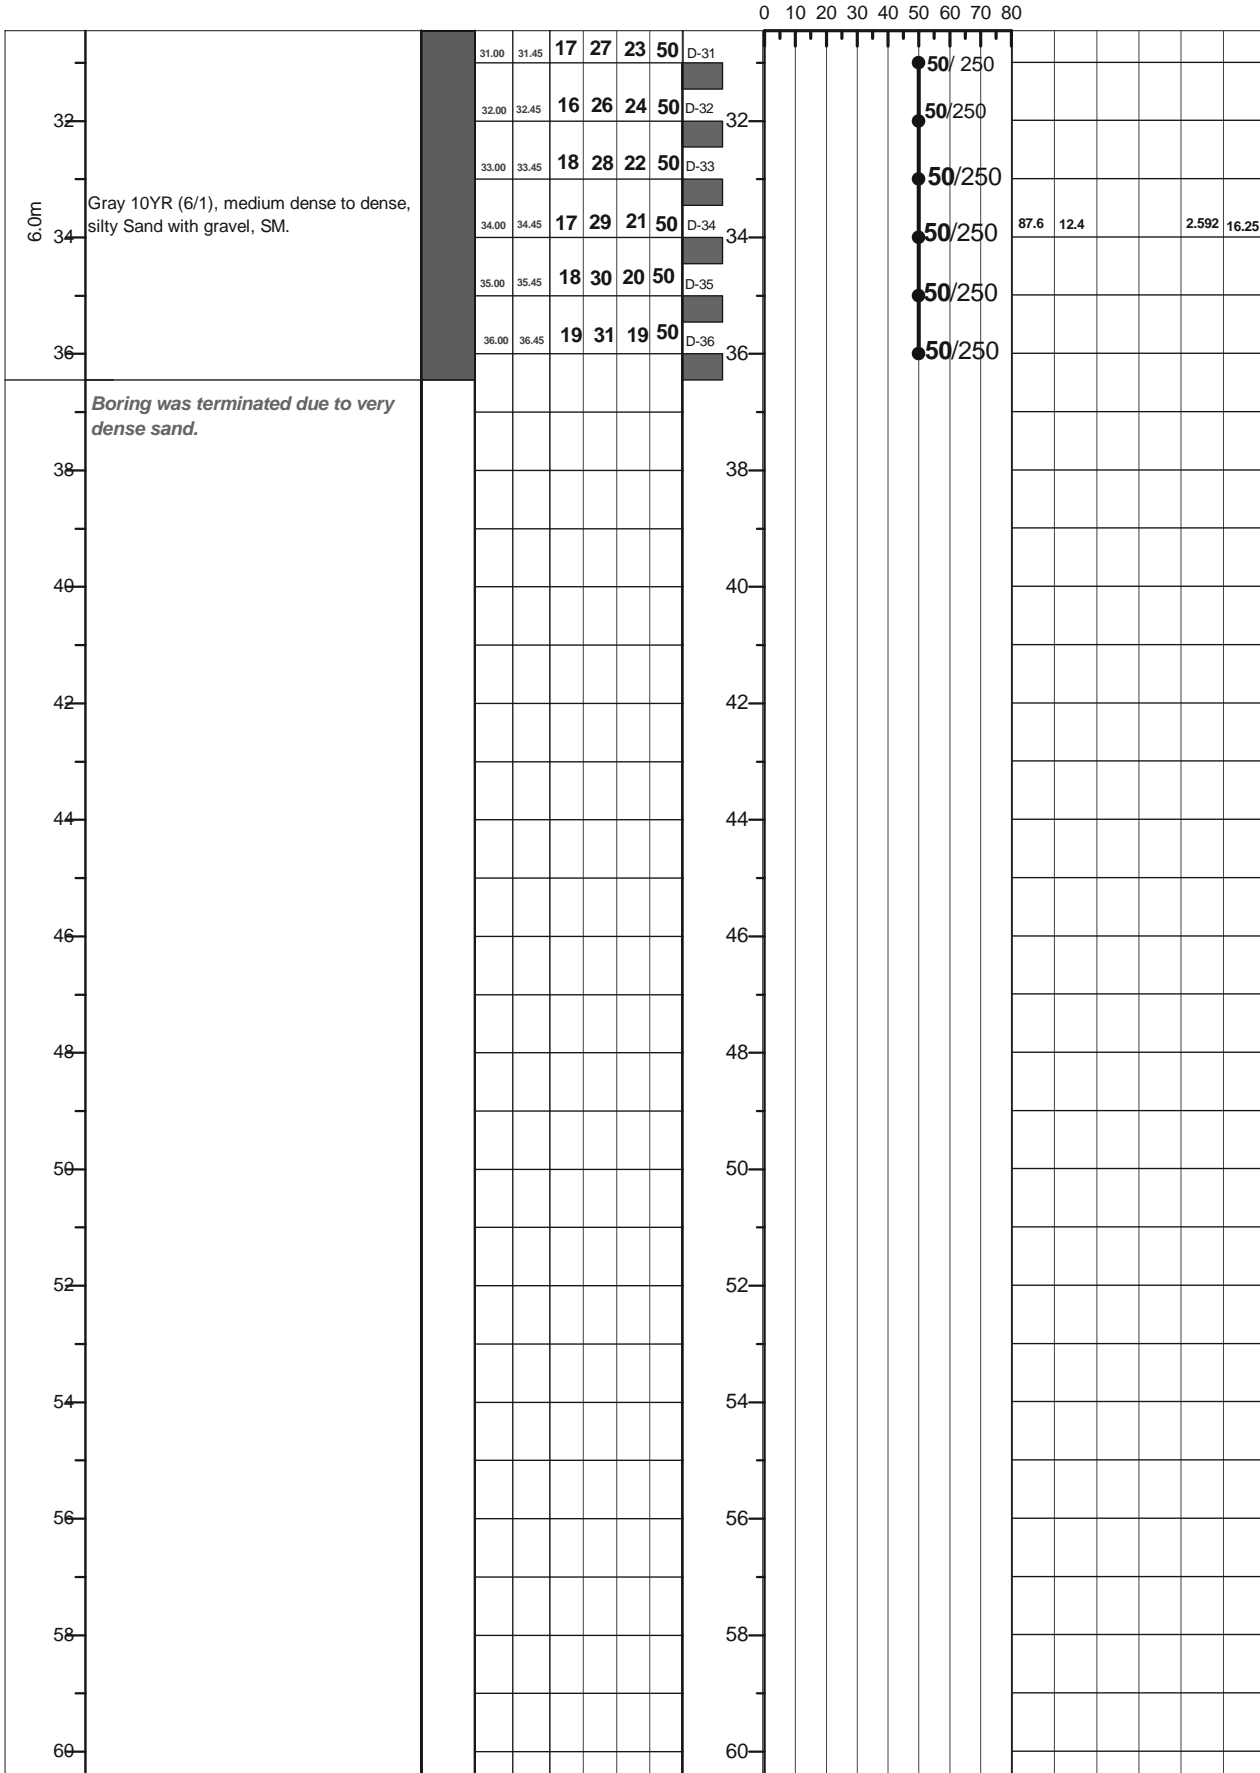 0 10 20 30 40 50 60 70 80
31.00 31.45 17 27 23 50 D-31 50/ 250
32 32.00 32.45 16 26 24 50 D-32 32 50/250
33.00 33.45 18 28 22 50 D-33 50/250
6.0m
Gray 10YR (6/1), medium dense to dense,
silty Sand with gravel, SM.
34 34.00 34.45 17 29 21 50 D-34 34 50/250 87.6 12.4 2.592 16.25
35.00 35.45 18 30 20 50 D-35 50/250
36 36.00 36.45 19 31 19 50 D-36 36 50/250
Boring was terminated due to very
dense sand.
38 38
40 40
42 42
44 44
46 46
48 48
50 50
52 52
54 54
56 56
58 58
60 60